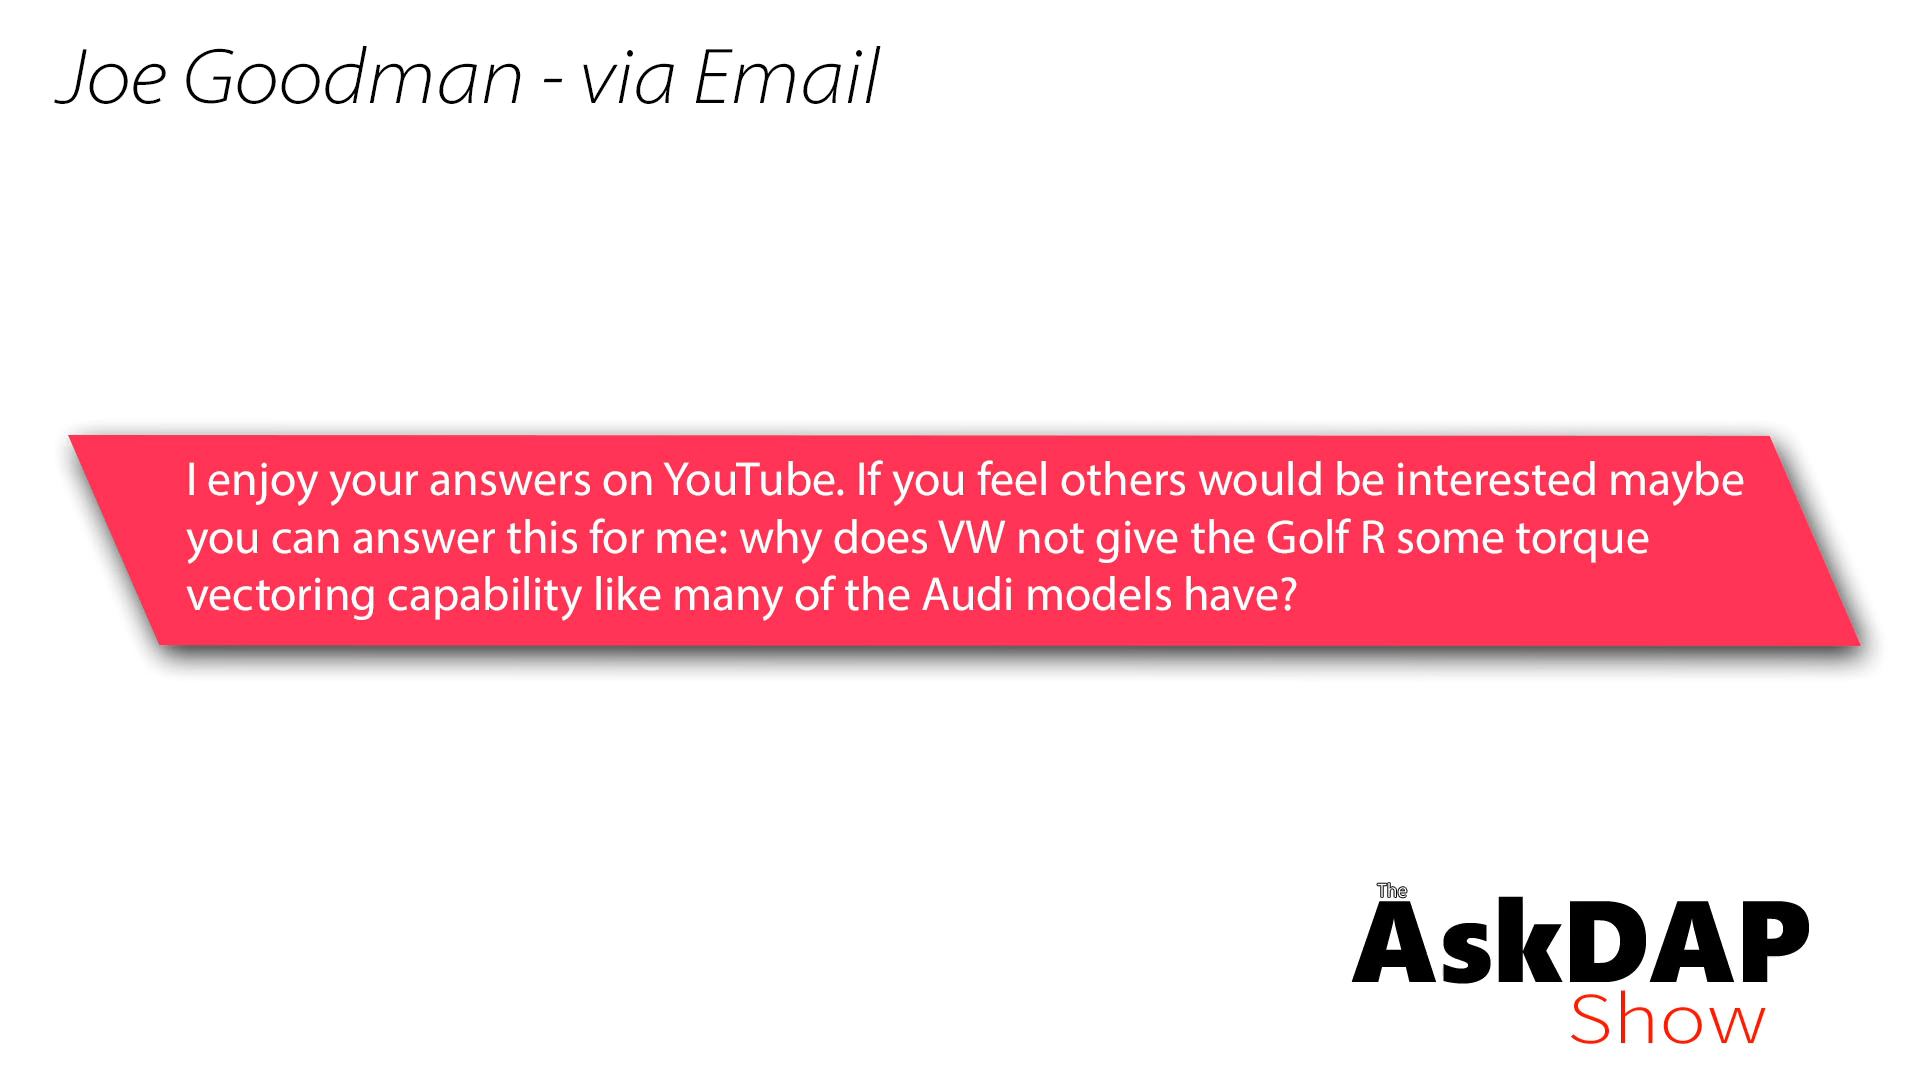 Joe Goodman - via Email
I enjoy your answers on YouTube. If you feel others would be interested maybe
you can answer this for me: why does VW not give the Golf R some torque
vectoring capability like many of the Audi models have?
The
AskDAP
Show